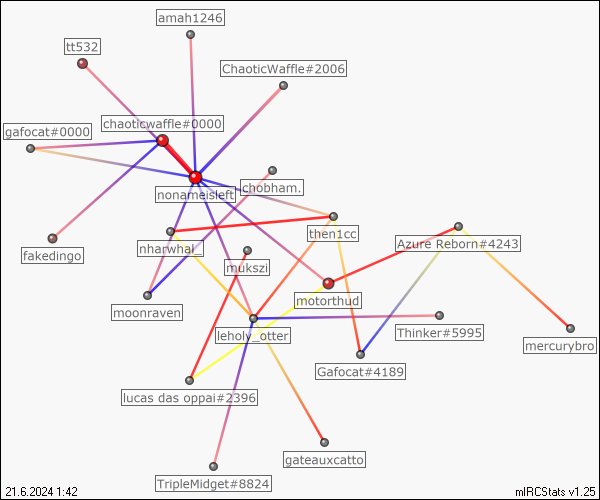 amah1246
tt532
ChaoticWaffle#2006
chaoticwaffle#0000
gafocat#0000
nonameisleft
chobham.
then1cc
Azure Reborn#4243
nharwhal_
fakedingo
mukszi
motorthud
moonraven
leholy_otter
Thinker#5995
mercurybro
Gafocat#4189
lucas das oppai#2396
gateauxcatto
TripleMidget#8824
21.6.2024 1:42
mIRCStats v1.25